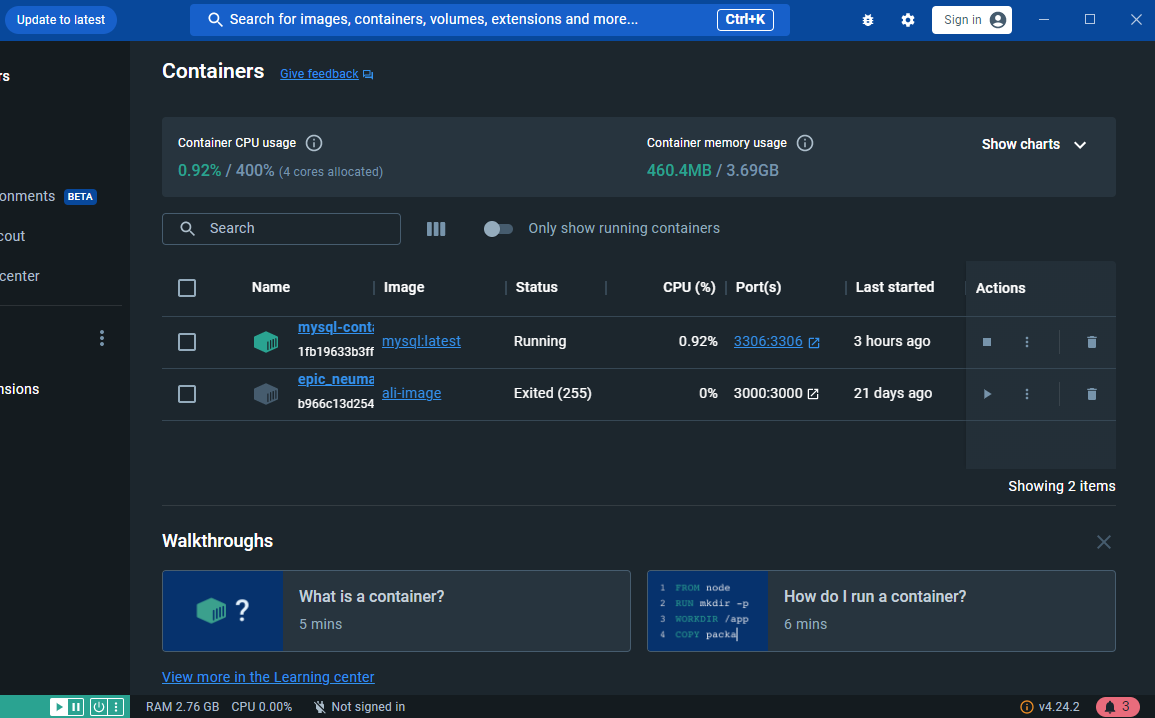 Update to latest
Search for images, containers, volumes, extensions and more...
Ctrl+K
Sign in
rs
onments BETA
cout
center
nsions
Containers
Give feedback
Container CPU usage
0.92% / 400% (4 cores allocated)
Container memory usage
460.4MB / 3.69GB
Show charts
Search
Only show running containers
Name Image Status CPU (%) Port(s) Last started Actions
mysql-conta
1fb19633b3ff
mysql:latest Running 0.92% 3306:3306 3 hours ago
epic_neuma
b966c13d254
ali-image Exited (255) 0% 3000:3000 21 days ago
Showing 2 items
Walkthroughs
?
What is a container?
5 mins
1 FROM node
2 RUN mkdir -p
3 WORKDIR /app
4 COPY packa
How do I run a container?
6 mins
View more in the Learning center
RAM 2.76 GB CPU 0.00% Not signed in
v4.24.2
3